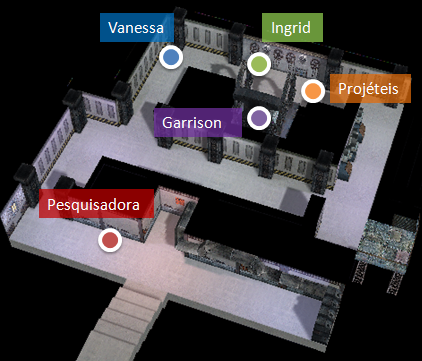 Vanessa
Ingrid
Projéteis
Garrison
Pesquisadora